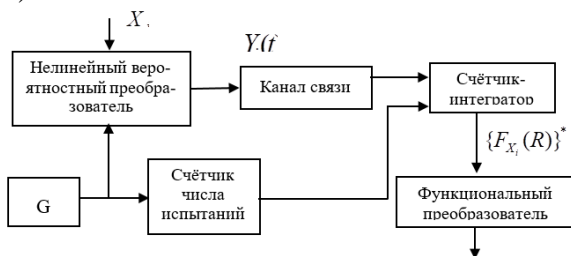 X
Y.(t
Нелинейный веро-
ятностный преобра-
зователь
Канал связи
Счётчик-
интегратор
{F_{X_i}(R)}*
G
Счётчик
числа
испытаний
Функциональный
преобразователь